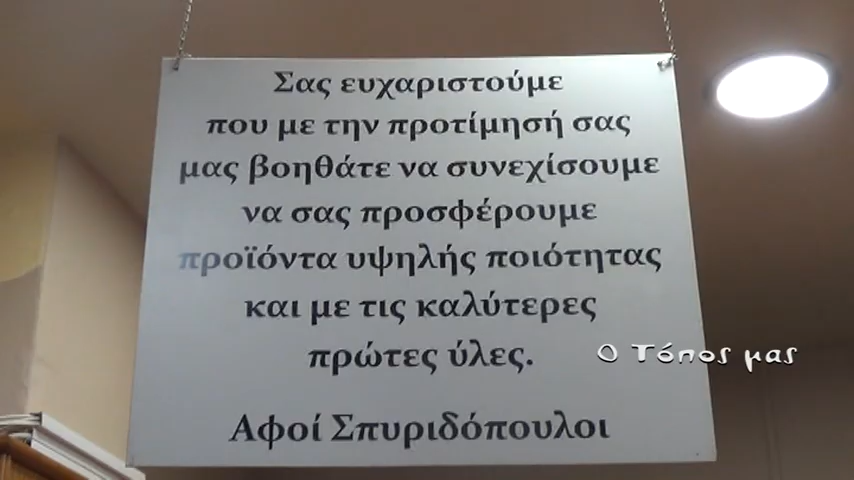 Σας ευχαριστούμε
που με την προτίμησή σας
μας βοηθάτε να συνεχίσουμε
να σας προσφέρουμε
προϊόντα υψηλής ποιότητας
και με τις καλύτερες
πρώτες ύλες.
Ο Τόπος μας
Αφοί Σπυριδόπουλοι